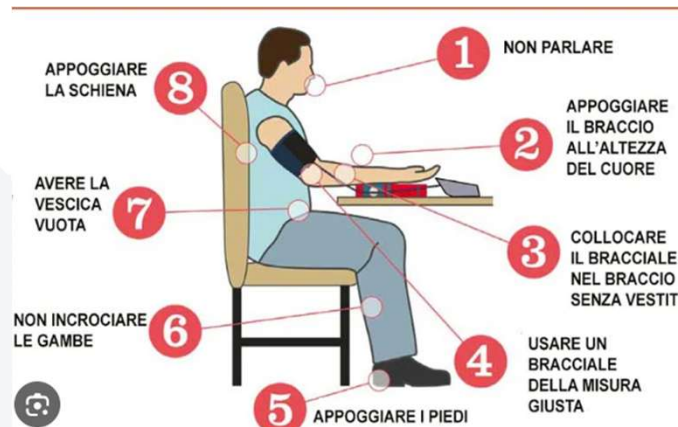 1 NON PARLARE
2 APPOGGIARE
IL BRACCIO
ALL'ALTEZZA
DEL CUORE
3 COLLOCARE
IL BRACCIALE
NEL BRACCIO
SENZA VESTIT
4 USARE UN
BRACCIALE
DELLA MISURA
GIUSTA
5 APPOGGIARE I PIEDI
6 NON INCROCIARE
LE GAMBE
7 AVERE LA
VESCICA
VUOTA
8 APPOGGIARE
LA SCHIENA